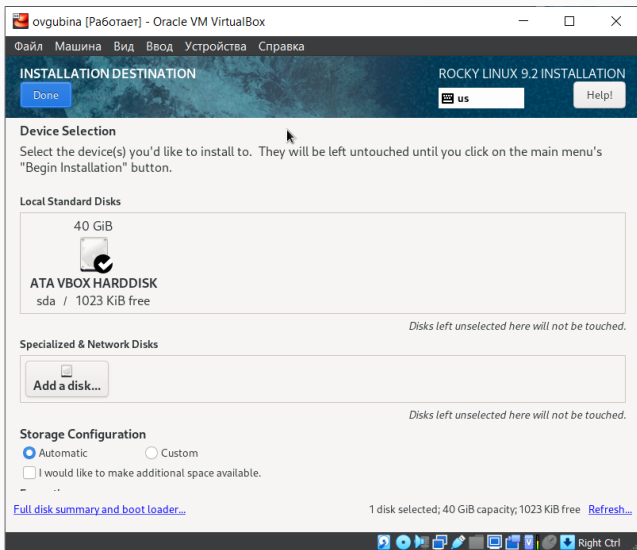 ovgubina [Работает] - Oracle VM VirtualBox
Файл Машина Вид Ввод Устройства Справка
INSTALLATION DESTINATION
ROCKY LINUX 9.2 INSTALLATION
Done
us
Help!
Device Selection
Select the device(s) you'd like to install to. They will be left untouched until you click on the main menu's
"Begin Installation" button.
Local Standard Disks
40 GiB
ATA VBOX HARDDISK
sda / 1023 KiB free
Disks left unselected here will not be touched.
Specialized & Network Disks
Add a disk...
Disks left unselected here will not be touched.
Storage Configuration
Automatic Custom
I would like to make additional space available.
Full disk summary and boot loader...
1 disk selected; 40 GiB capacity; 1023 KiB free Refresh...
Right Ctrl